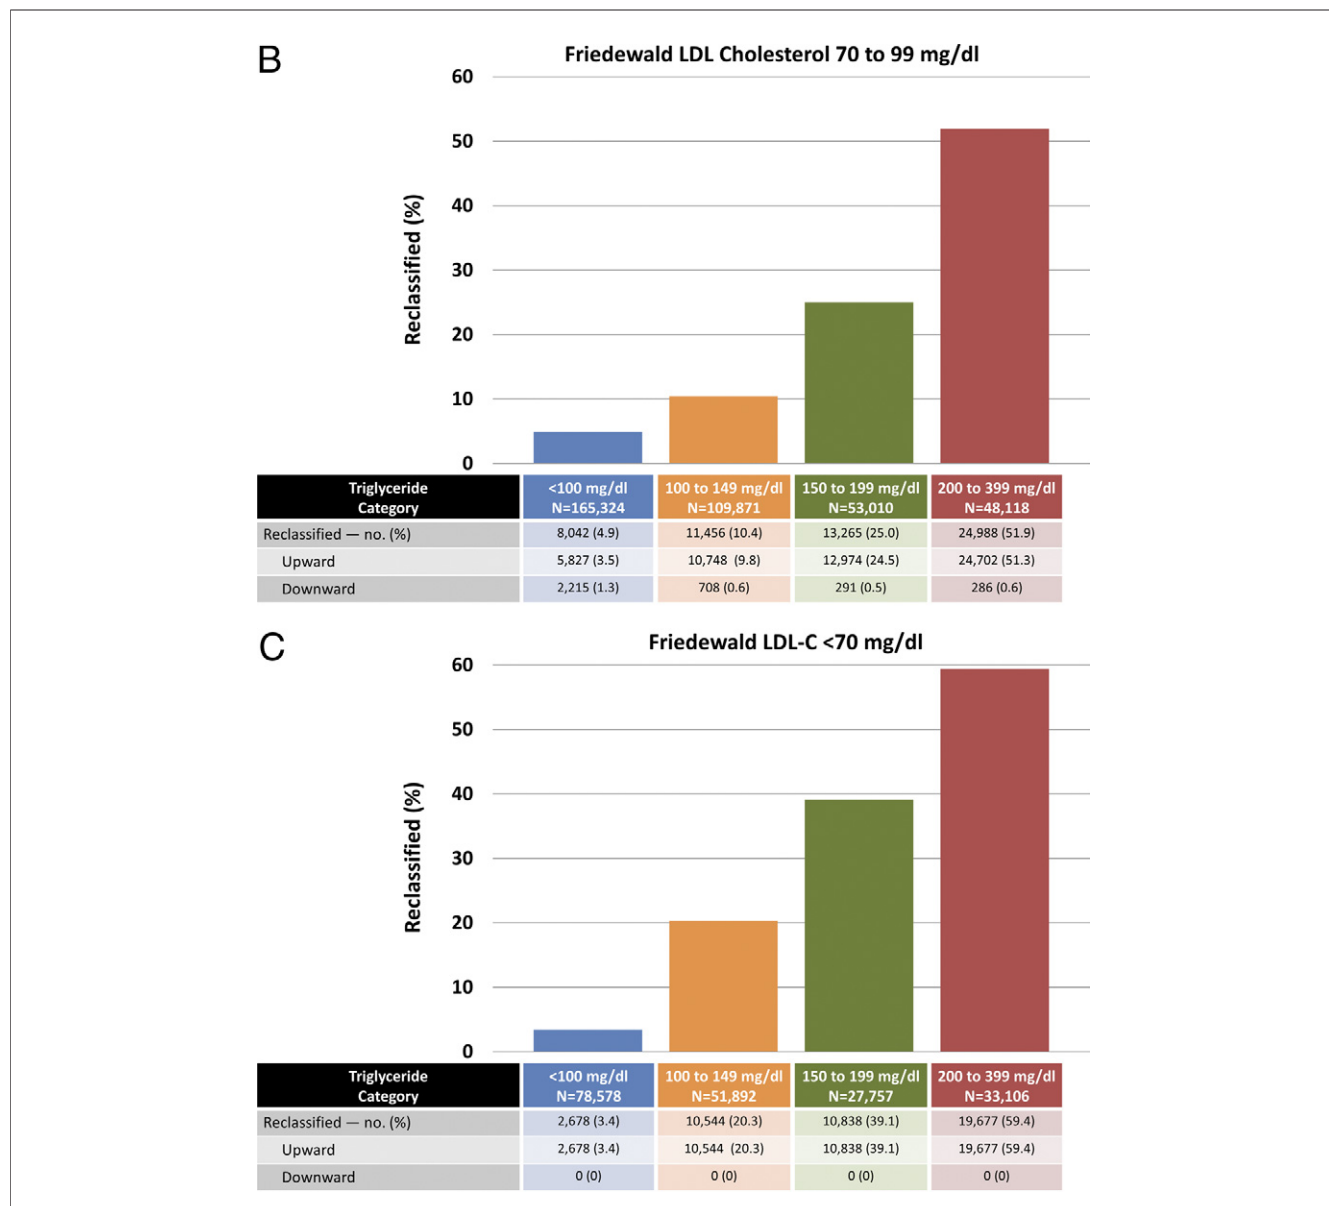 B
Friedewald LDL Cholesterol 70 to 99 mg/dl
60
50
40
30
20
10
0
Reclassified (%)
Triglyceride Category <100 mg/dl N=165,324 100 to 149 mg/dl N=109,871 150 to 199 mg/dl N=53,010 200 to 399 mg/dl N=48,118
Reclassified — no. (%) 8,042 (4.9) 11,456 (10.4) 13,265 (25.0) 24,988 (51.9)
Upward 5,827 (3.5) 10,748 (9.8) 12,974 (24.5) 24,702 (51.3)
Downward 2,215 (1.3) 708 (0.6) 291 (0.5) 286 (0.6)
C
Friedewald LDL-C <70 mg/dl
60
50
40
30
20
10
0
Reclassified (%)
Triglyceride Category <100 mg/dl N=78,578 100 to 149 mg/dl N=51,892 150 to 199 mg/dl N=27,757 200 to 399 mg/dl N=33,106
Reclassified — no. (%) 2,678 (3.4) 10,544 (20.3) 10,838 (39.1) 19,677 (59.4)
Upward 2,678 (3.4) 10,544 (20.3) 10,838 (39.1) 19,677 (59.4)
Downward 0 (0) 0 (0) 0 (0) 0 (0)